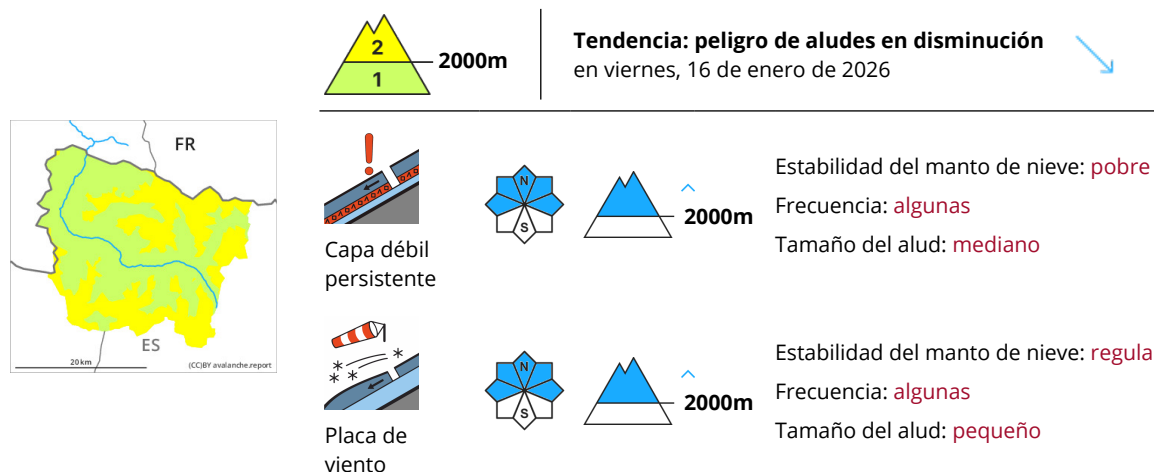 2
1
2000m
Tendencia: peligro de aludes en disminución
en viernes, 16 de enero de 2026
FR
ES
20 km
(CC)BY avalanche.report
Capa débil
persistente
N
S
2000m
Estabilidad del manto de nieve: pobre
Frecuencia: algunas
Tamaño del alud: mediano
Placa de
viento
N
S
2000m
Estabilidad del manto de nieve: regula
Frecuencia: algunas
Tamaño del alud: pequeño